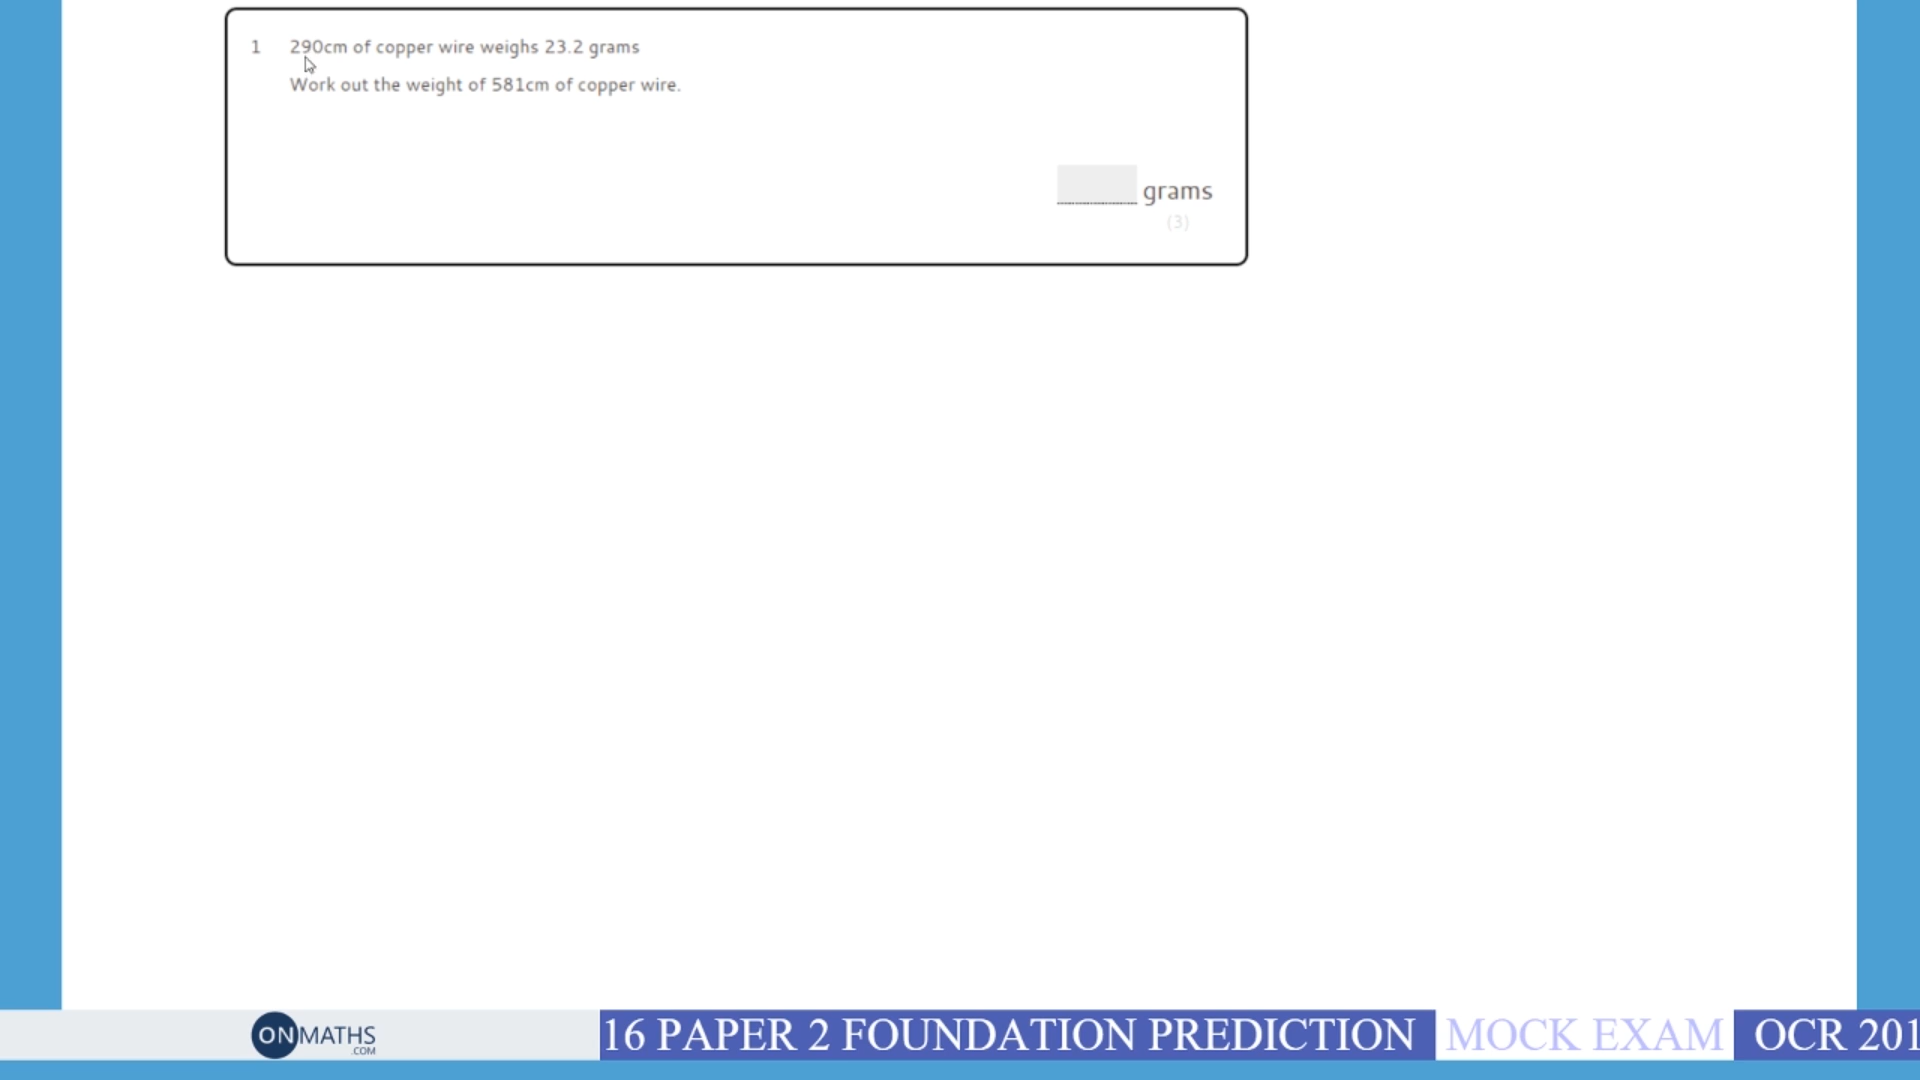 1 290cm of copper wire weighs 23.2 grams
Work out the weight of 581cm of copper wire.
grams
(3)
ONMATHS
.COM
16 PAPER 2 FOUNDATION PREDICTION MOCK EXAM OCR 201